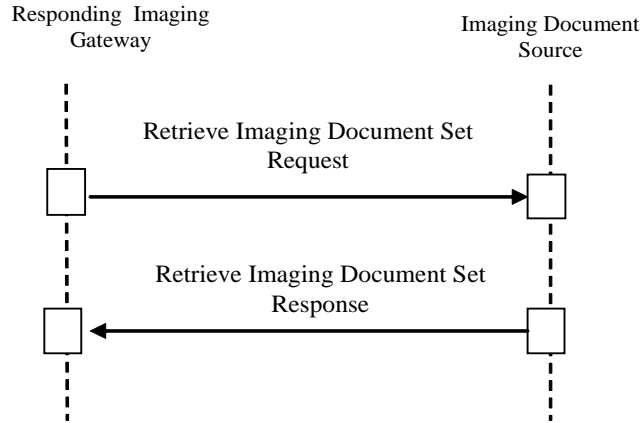 Responding Imaging
Gateway
Imaging Document
Source
Retrieve Imaging Document Set
Request
Retrieve Imaging Document Set
Response